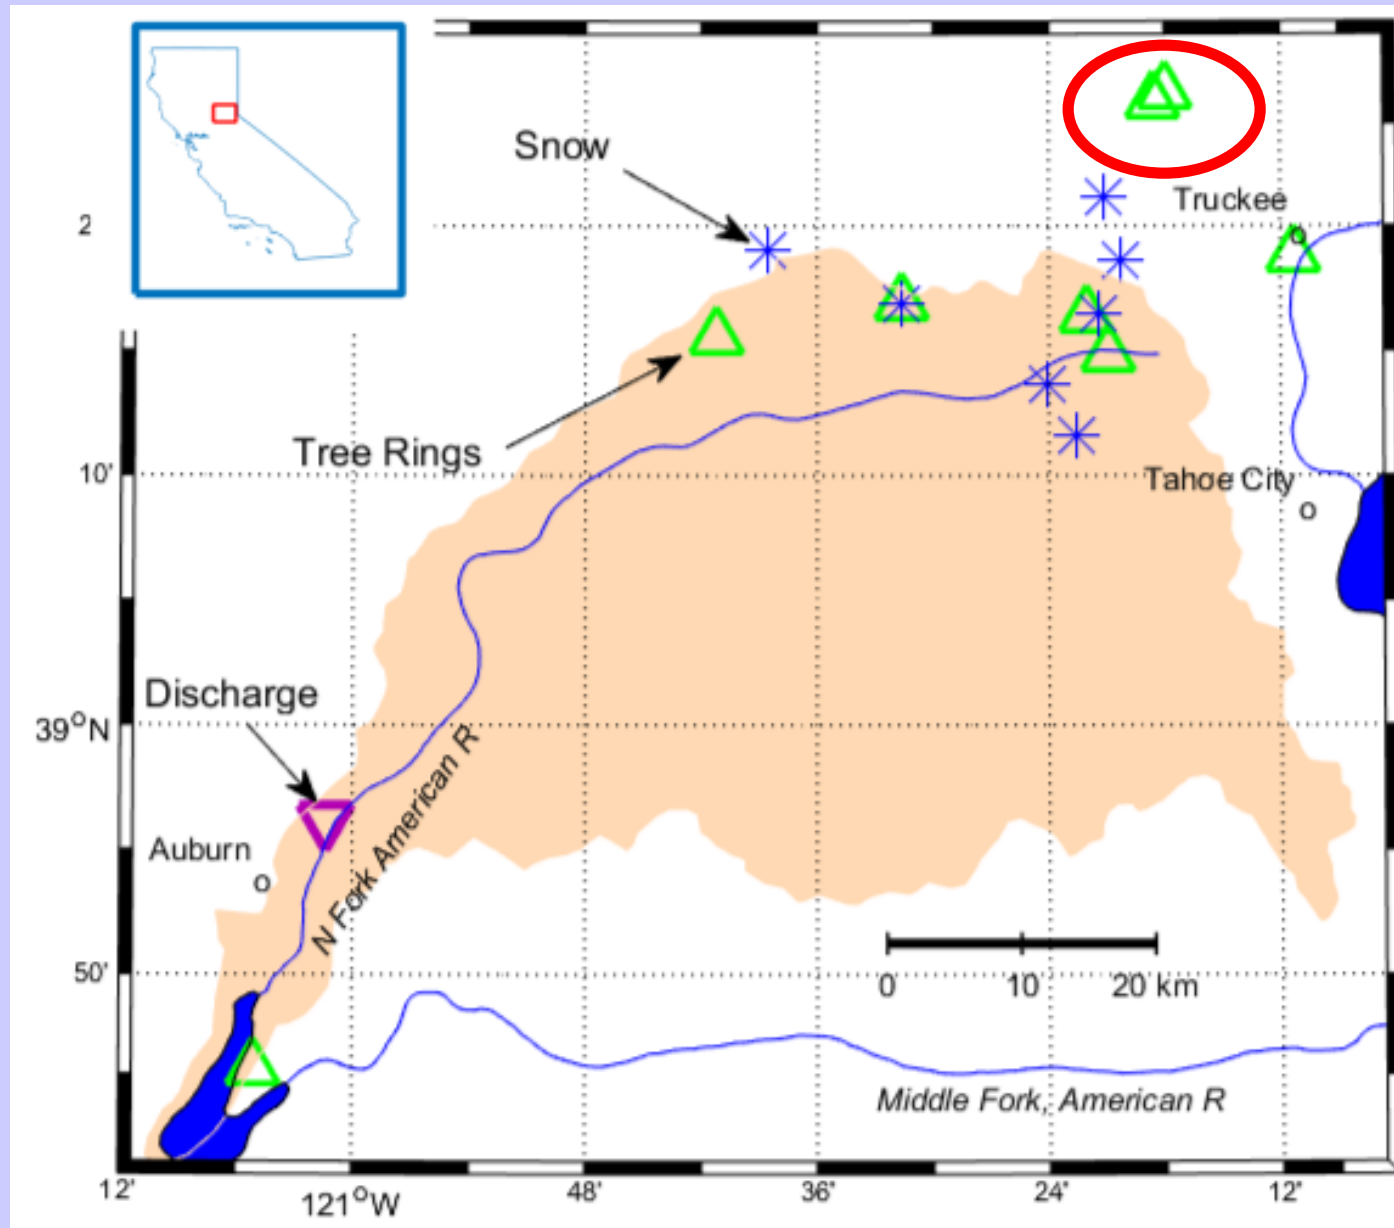 Snow
Truckee
2
Tree Rings
10'
Tahoe City
Discharge
39°N
N Fork American R
Auburn
50'
0 10 20 km
Middle Fork, American R
12' 121°W 48' 36' 24' 12'